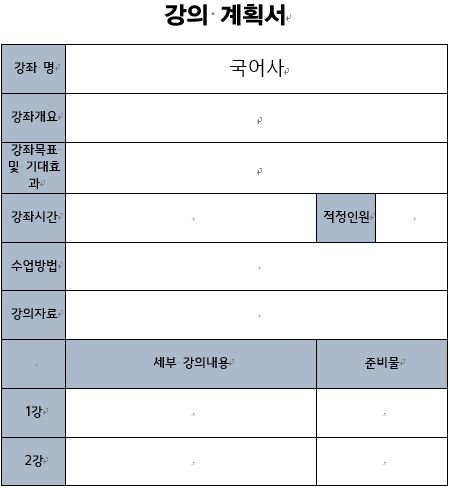 강의 계획서
강좌 명
국어사
강좌개요
강좌목표
및 기대효
과
강좌시간
적정인원
수업방법
강의자료
세부 강의내용
준비물
1강
2강